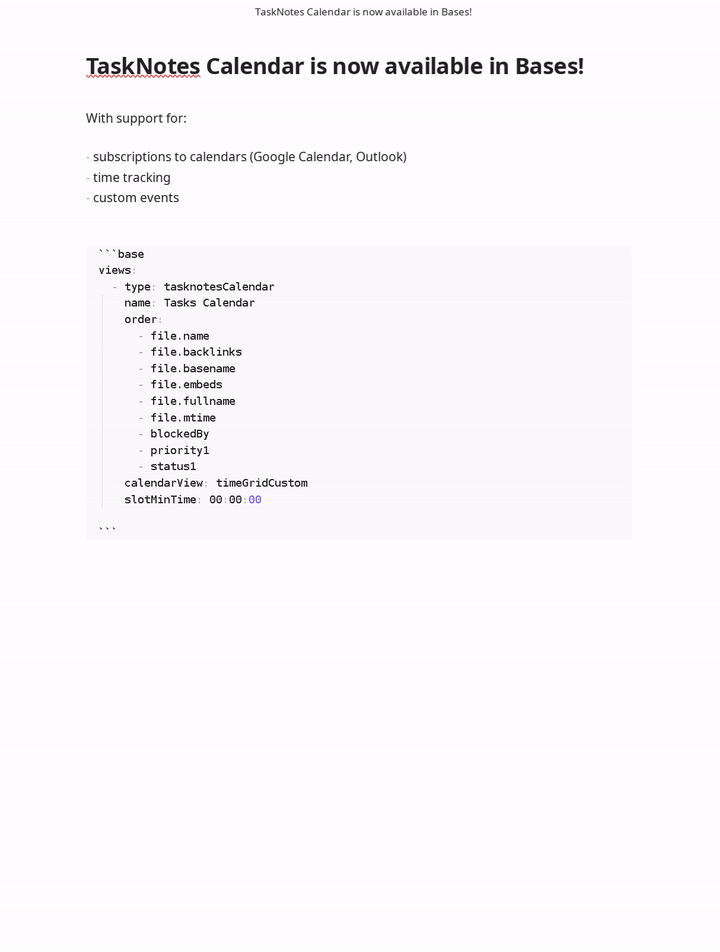 TaskNotes Calendar is now available in Bases!
TaskNotes Calendar is now available in Bases!
With support for:
- subscriptions to calendars (Google Calendar, Outlook)
- time tracking
- custom events
```base
views:
  - type: tasknotesCalendar
    name: Tasks Calendar
    order:
      - file.name
      - file.backlinks
      - file.basename
      - file.embeds
      - file.fullname
      - file.mtime
      - blockedBy
      - priority1
      - status1
    calendarView: timeGridCustom
    slotMinTime: 00:00:00
```